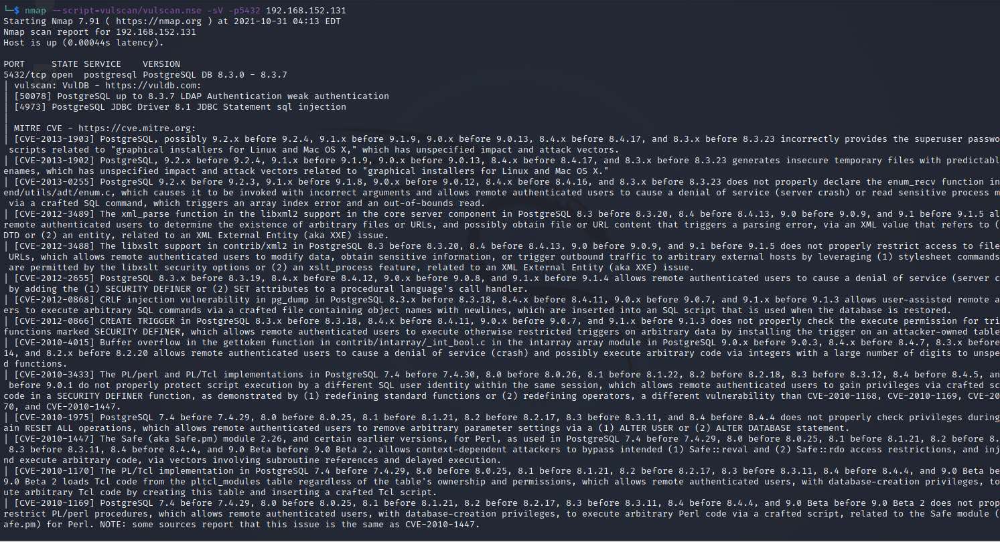 └─$ nmap --script=vulscan/vulscan.nse -sV -p5432 192.168.152.131
Starting Nmap 7.91 ( https://nmap.org ) at 2021-10-31 04:13 EDT
Nmap scan report for 192.168.152.131
Host is up (0.00044s latency).
PORT     STATE SERVICE    VERSION
5432/tcp open  postgresql PostgreSQL DB 8.3.0 - 8.3.7
| vulscan: VulDB - https://vuldb.com:
| [50078] PostgreSQL up to 8.3.7 LDAP Authentication weak authentication
| [4973] PostgreSQL JDBC Driver 8.1 JDBC Statement sql injection
|
| MITRE CVE - https://cve.mitre.org:
| [CVE-2013-1903] PostgreSQL, possibly 9.2.x before 9.2.4, 9.1.x before 9.1.9, 9.0.x before 9.0.13, 8.4.x before 8.4.17, and 8.3.x before 8.3.23 incorrectly provides the superuser passwo
scripts related to "graphical installers for Linux and Mac OS X," which has unspecified impact and attack vectors.
| [CVE-2013-1902] PostgreSQL, 9.2.x before 9.2.4, 9.1.x before 9.1.9, 9.0.x before 9.0.13, 8.4.x before 8.4.17, and 8.3.x before 8.3.23 generates insecure temporary files with predictabl
enames, which has unspecified impact and attack vectors related to "graphical installers for Linux and Mac OS X."
| [CVE-2013-0255] PostgreSQL 9.2.x before 9.2.3, 9.1.x before 9.1.8, 9.0.x before 9.0.12, 8.4.x before 8.4.16, and 8.3.x before 8.3.23 does not properly declare the enum_recv function in
end/utils/adt/enum.c, which causes it to be invoked with incorrect arguments and allows remote authenticated users to cause a denial of service (server crash) or read sensitive process m
via a crafted SQL command, which triggers an array index error and an out-of-bounds read.
| [CVE-2012-3489] The xml_parse function in the libxml2 support in the core server component in PostgreSQL 8.3 before 8.3.20, 8.4 before 8.4.13, 9.0 before 9.0.9, and 9.1 before 9.1.5 al
remote authenticated users to determine the existence of arbitrary files or URLs, and possibly obtain file or URL content that triggers a parsing error, via an XML value that refers to (
DTD or (2) an entity, related to an XML External Entity (aka XXE) issue.
| [CVE-2012-3488] The libxslt support in contrib/xml2 in PostgreSQL 8.3 before 8.3.20, 8.4 before 8.4.13, 9.0 before 9.0.9, and 9.1 before 9.1.5 does not properly restrict access to file
URLs, which allows remote authenticated users to modify data, obtain sensitive information, or trigger outbound traffic to arbitrary external hosts by leveraging (1) stylesheet commands
are permitted by the libxslt security options or (2) an xslt_process feature, related to an XML External Entity (aka XXE) issue.
| [CVE-2012-2655] PostgreSQL 8.3.x before 8.3.19, 8.4.x before 8.4.12, 9.0.x before 9.0.8, and 9.1.x before 9.1.4 allows remote authenticated users to cause a denial of service (server c
by adding the (1) SECURITY DEFINER or (2) SET attributes to a procedural language's call handler.
| [CVE-2012-0868] CRLF injection vulnerability in pg_dump in PostgreSQL 8.3.x before 8.3.18, 8.4.x before 8.4.11, 9.0.x before 9.0.7, and 9.1.x before 9.1.3 allows user-assisted remote a
ers to execute arbitrary SQL commands via a crafted file containing object names with newlines, which are inserted into an SQL script that is used when the database is restored.
| [CVE-2012-0866] CREATE TRIGGER in PostgreSQL 8.3.x before 8.3.18, 8.4.x before 8.4.11, 9.0.x before 9.0.7, and 9.1.x before 9.1.3 does not properly check the execute permission for tri
functions marked SECURITY DEFINER, which allows remote authenticated users to execute otherwise restricted triggers on arbitrary data by installing the trigger on an attacker-owned table
| [CVE-2010-4015] Buffer overflow in the gettoken function in contrib/intarray/_int_bool.c in the intarray array module in PostgreSQL 9.0.x before 9.0.3, 8.4.x before 8.4.7, 8.3.x before
14, and 8.2.x before 8.2.20 allows remote authenticated users to cause a denial of service (crash) and possibly execute arbitrary code via integers with a large number of digits to unspe
d functions.
| [CVE-2010-3433] The PL/perl and PL/Tcl implementations in PostgreSQL 7.4 before 7.4.30, 8.0 before 8.0.26, 8.1 before 8.1.22, 8.2 before 8.2.18, 8.3 before 8.3.12, 8.4 before 8.4.5, an
before 9.0.1 do not properly protect script execution by a different SQL user identity within the same session, which allows remote authenticated users to gain privileges via crafted sc
code in a SECURITY DEFINER function, as demonstrated by (1) redefining standard functions or (2) redefining operators, a different vulnerability than CVE-2010-1168, CVE-2010-1169, CVE-20
70, and CVE-2010-1447.
| [CVE-2010-1975] PostgreSQL 7.4 before 7.4.29, 8.0 before 8.0.25, 8.1 before 8.1.21, 8.2 before 8.2.17, 8.3 before 8.3.11, and 8.4 before 8.4.4 does not properly check privileges during
ain RESET ALL operations, which allows remote authenticated users to remove arbitrary parameter settings via a (1) ALTER USER or (2) ALTER DATABASE statement.
| [CVE-2010-1447] The Safe (aka Safe.pm) module 2.26, and certain earlier versions, for Perl, as used in PostgreSQL 7.4 before 7.4.29, 8.0 before 8.0.25, 8.1 before 8.1.21, 8.2 before 8.
8.3 before 8.3.11, 8.4 before 8.4.4, and 9.0 Beta before 9.0 Beta 2, allows context-dependent attackers to bypass intended (1) Safe::reval and (2) Safe::rdo access restrictions, and inj
nd execute arbitrary code, via vectors involving subroutine references and delayed execution.
| [CVE-2010-1170] The PL/Tcl implementation in PostgreSQL 7.4 before 7.4.29, 8.0 before 8.0.25, 8.1 before 8.1.21, 8.2 before 8.2.17, 8.3 before 8.3.11, 8.4 before 8.4.4, and 9.0 Beta be
9.0 Beta 2 loads Tcl code from the pltcl_modules table regardless of the table's ownership and permissions, which allows remote authenticated users, with database-creation privileges, to
ute arbitrary Tcl code by creating this table and inserting a crafted Tcl script.
| [CVE-2010-1169] PostgreSQL 7.4 before 7.4.29, 8.0 before 8.0.25, 8.1 before 8.1.21, 8.2 before 8.2.17, 8.3 before 8.3.11, 8.4 before 8.4.4, and 9.0 Beta before 9.0 Beta 2 does not prop
restrict PL/perl procedures, which allows remote authenticated users, with database-creation privileges, to execute arbitrary Perl code via a crafted script, related to the Safe module (
afe.pm) for Perl. NOTE: some sources report that this issue is the same as CVE-2010-1447.